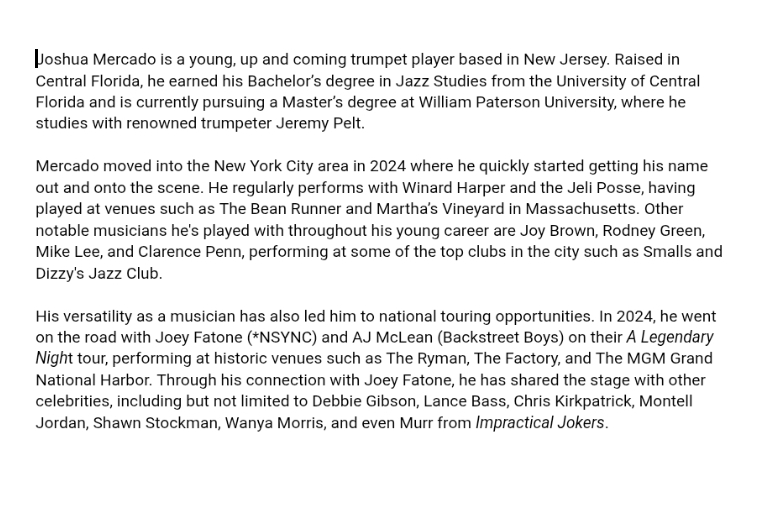 Joshua Mercado is a young, up and coming trumpet player based in New Jersey. Raised in
Central Florida, he earned his Bachelor’s degree in Jazz Studies from the University of Central
Florida and is currently pursuing a Master’s degree at William Paterson University, where he
studies with renowned trumpeter Jeremy Pelt.
Mercado moved into the New York City area in 2024 where he quickly started getting his name
out and onto the scene. He regularly performs with Winard Harper and the Jeli Posse, having
played at venues such as The Bean Runner and Martha’s Vineyard in Massachusetts. Other
notable musicians he's played with throughout his young career are Joy Brown, Rodney Green,
Mike Lee, and Clarence Penn, performing at some of the top clubs in the city such as Smalls and
Dizzy's Jazz Club.
His versatility as a musician has also led him to national touring opportunities. In 2024, he went
on the road with Joey Fatone (*NSYNC) and AJ McLean (Backstreet Boys) on their A Legendary
Night tour, performing at historic venues such as The Ryman, The Factory, and The MGM Grand
National Harbor. Through his connection with Joey Fatone, he has shared the stage with other
celebrities, including but not limited to Debbie Gibson, Lance Bass, Chris Kirkpatrick, Montell
Jordan, Shawn Stockman, Wanya Morris, and even Murr from Impractical Jokers.